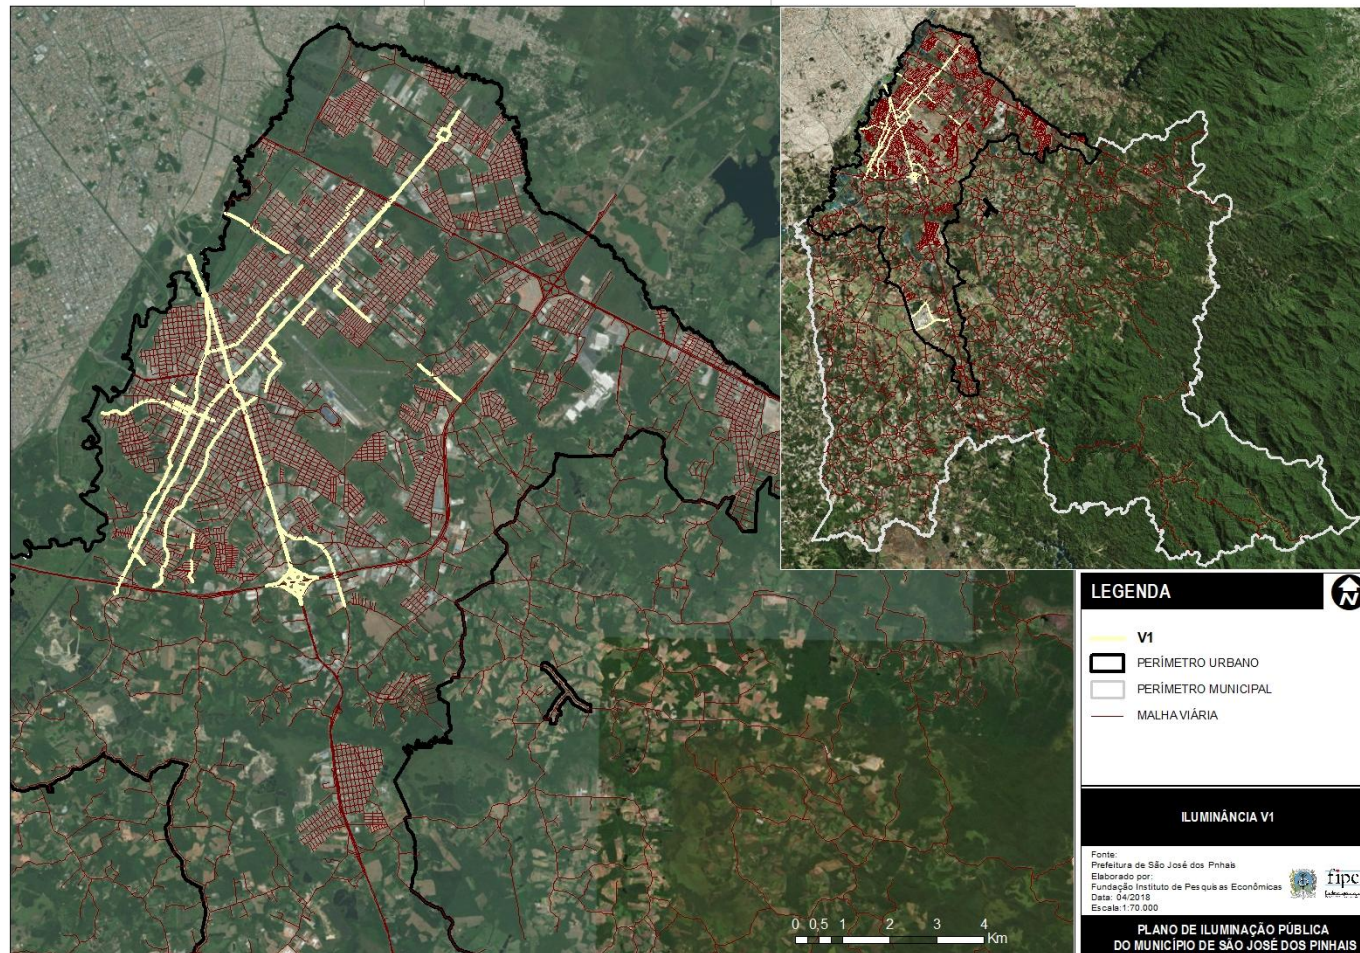 LEGENDA
N
V1
PERÍMETRO URBANO
PERÍMETRO MUNICIPAL
MALHA VIÁRIA
ILUMINÂNCIA V1
Fonte:
Prefeitura de São José dos Pinhais
Elaborado por:
Fundação Instituto de Pesquisas Econômicas
Data: 04/2018
Escala:1:70.000
fipe
PLANO DE ILUMINAÇÃO PÚBLICA
DO MUNICÍPIO DE SÃO JOSÉ DOS PINHAIS
0 0,5 1 2 3 4
Km